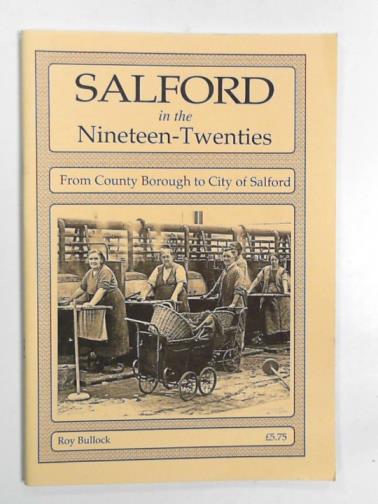 SALFORD
in the
Nineteen-Twenties
From County Borough to City of Salford
Roy Bullock
£5.75